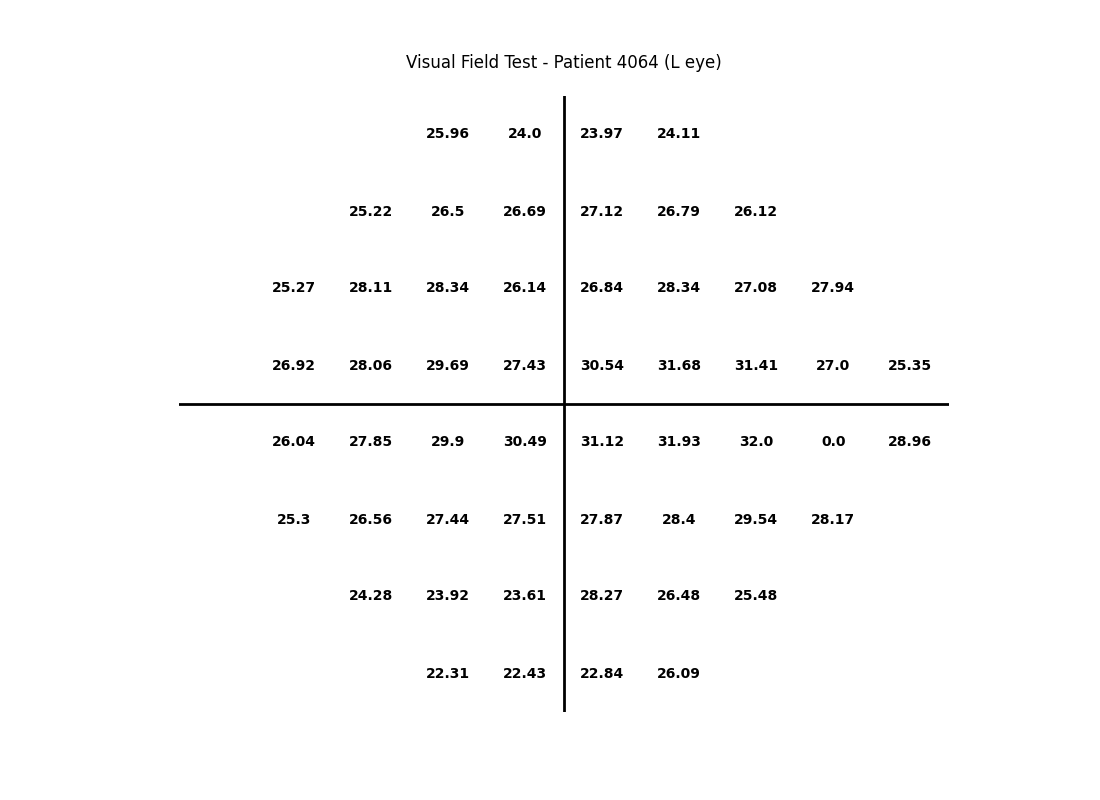 Visual Field Test - Patient 4064 (L eye)
25.96 24.0 23.97 24.11
25.22 26.5 26.69 27.12 26.79 26.12
25.27 28.11 28.34 26.14 26.84 28.34 27.08 27.94
26.92 28.06 29.69 27.43 30.54 31.68 31.41 27.0 25.35
26.04 27.85 29.9 30.49 31.12 31.93 32.0 0.0 28.96
25.3 26.56 27.44 27.51 27.87 28.4 29.54 28.17
24.28 23.92 23.61 28.27 26.48 25.48
22.31 22.43 22.84 26.09